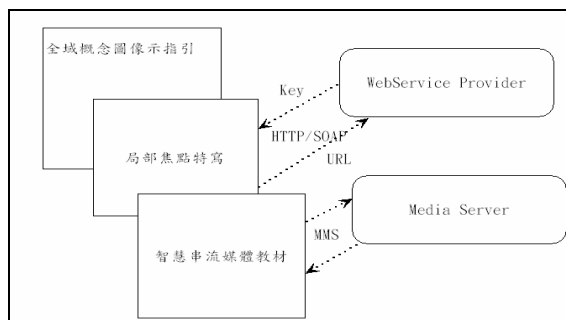 全域概念圖像示指引
WebService Provider
Key
HTTP/SOAP
局部焦點特寫
URL
Media Server
MMS
智慧串流媒體教材